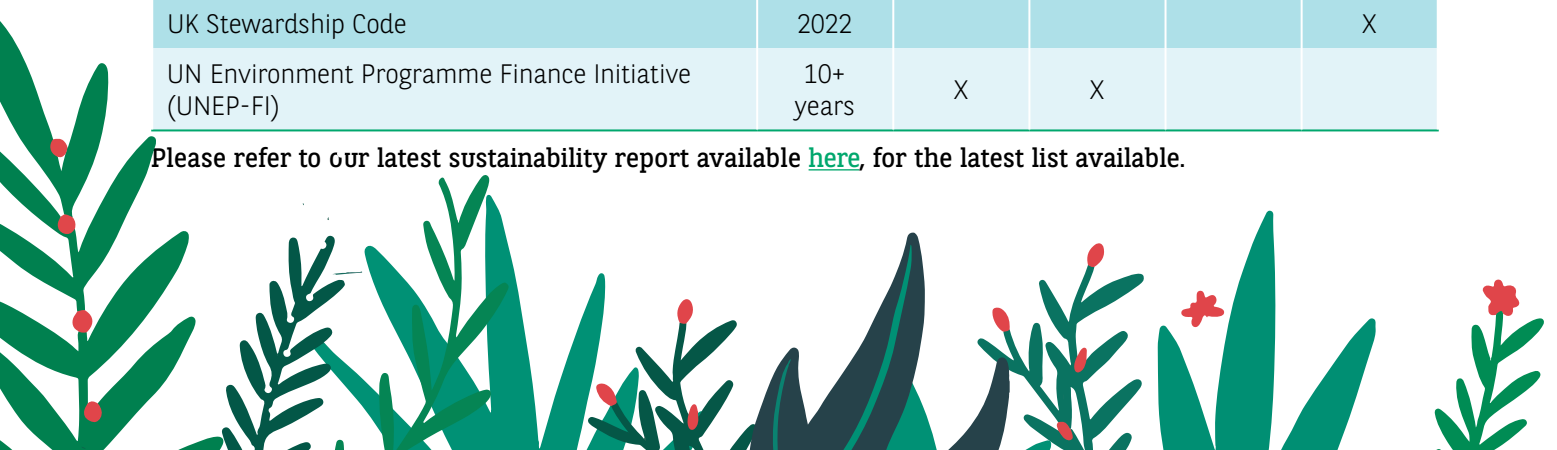 UK Stewardship Code 2022 X
UN Environment Programme Finance Initiative
(UNEP-FI) 10+
years X X
Please refer to our latest sustainability report available here, for the latest list available.